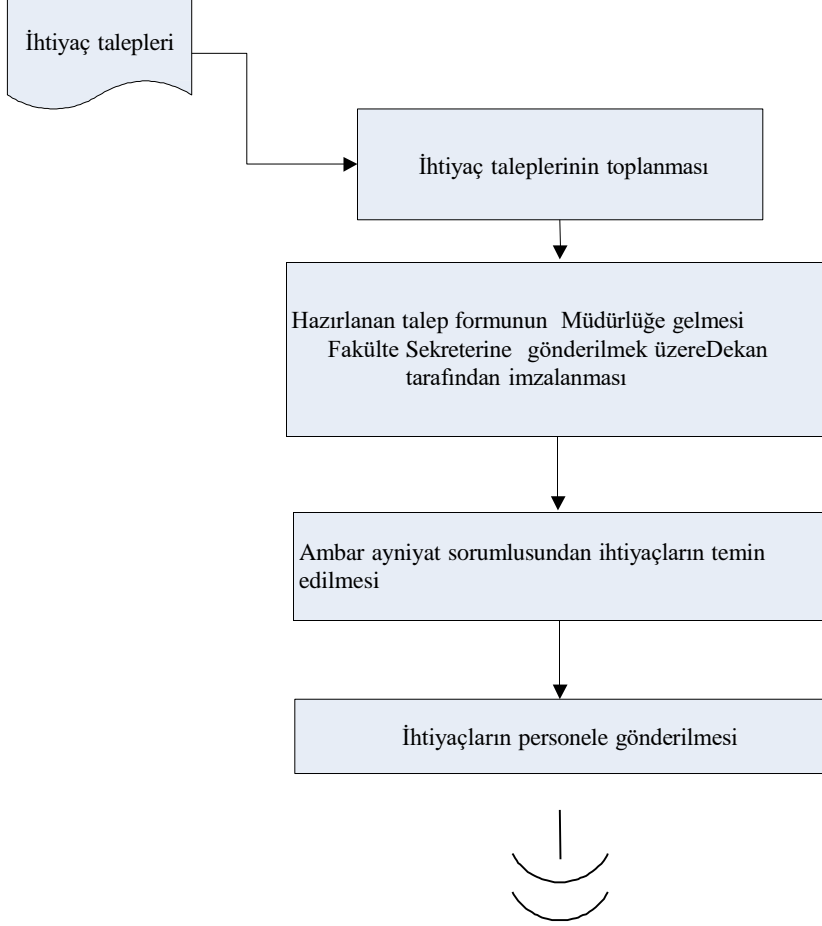 İhtiyaç talepleri
İhtiyaç taleplerinin toplanması
Hazırlanan talep formunun Müdürlüğe gelmesi
Fakülte Sekreterine gönderilmek üzereDekan
tarafından imzalanması
Ambar ayniyat sorumlusundan ihtiyaçların temin
edilmesi
İhtiyaçların personele gönderilmesi